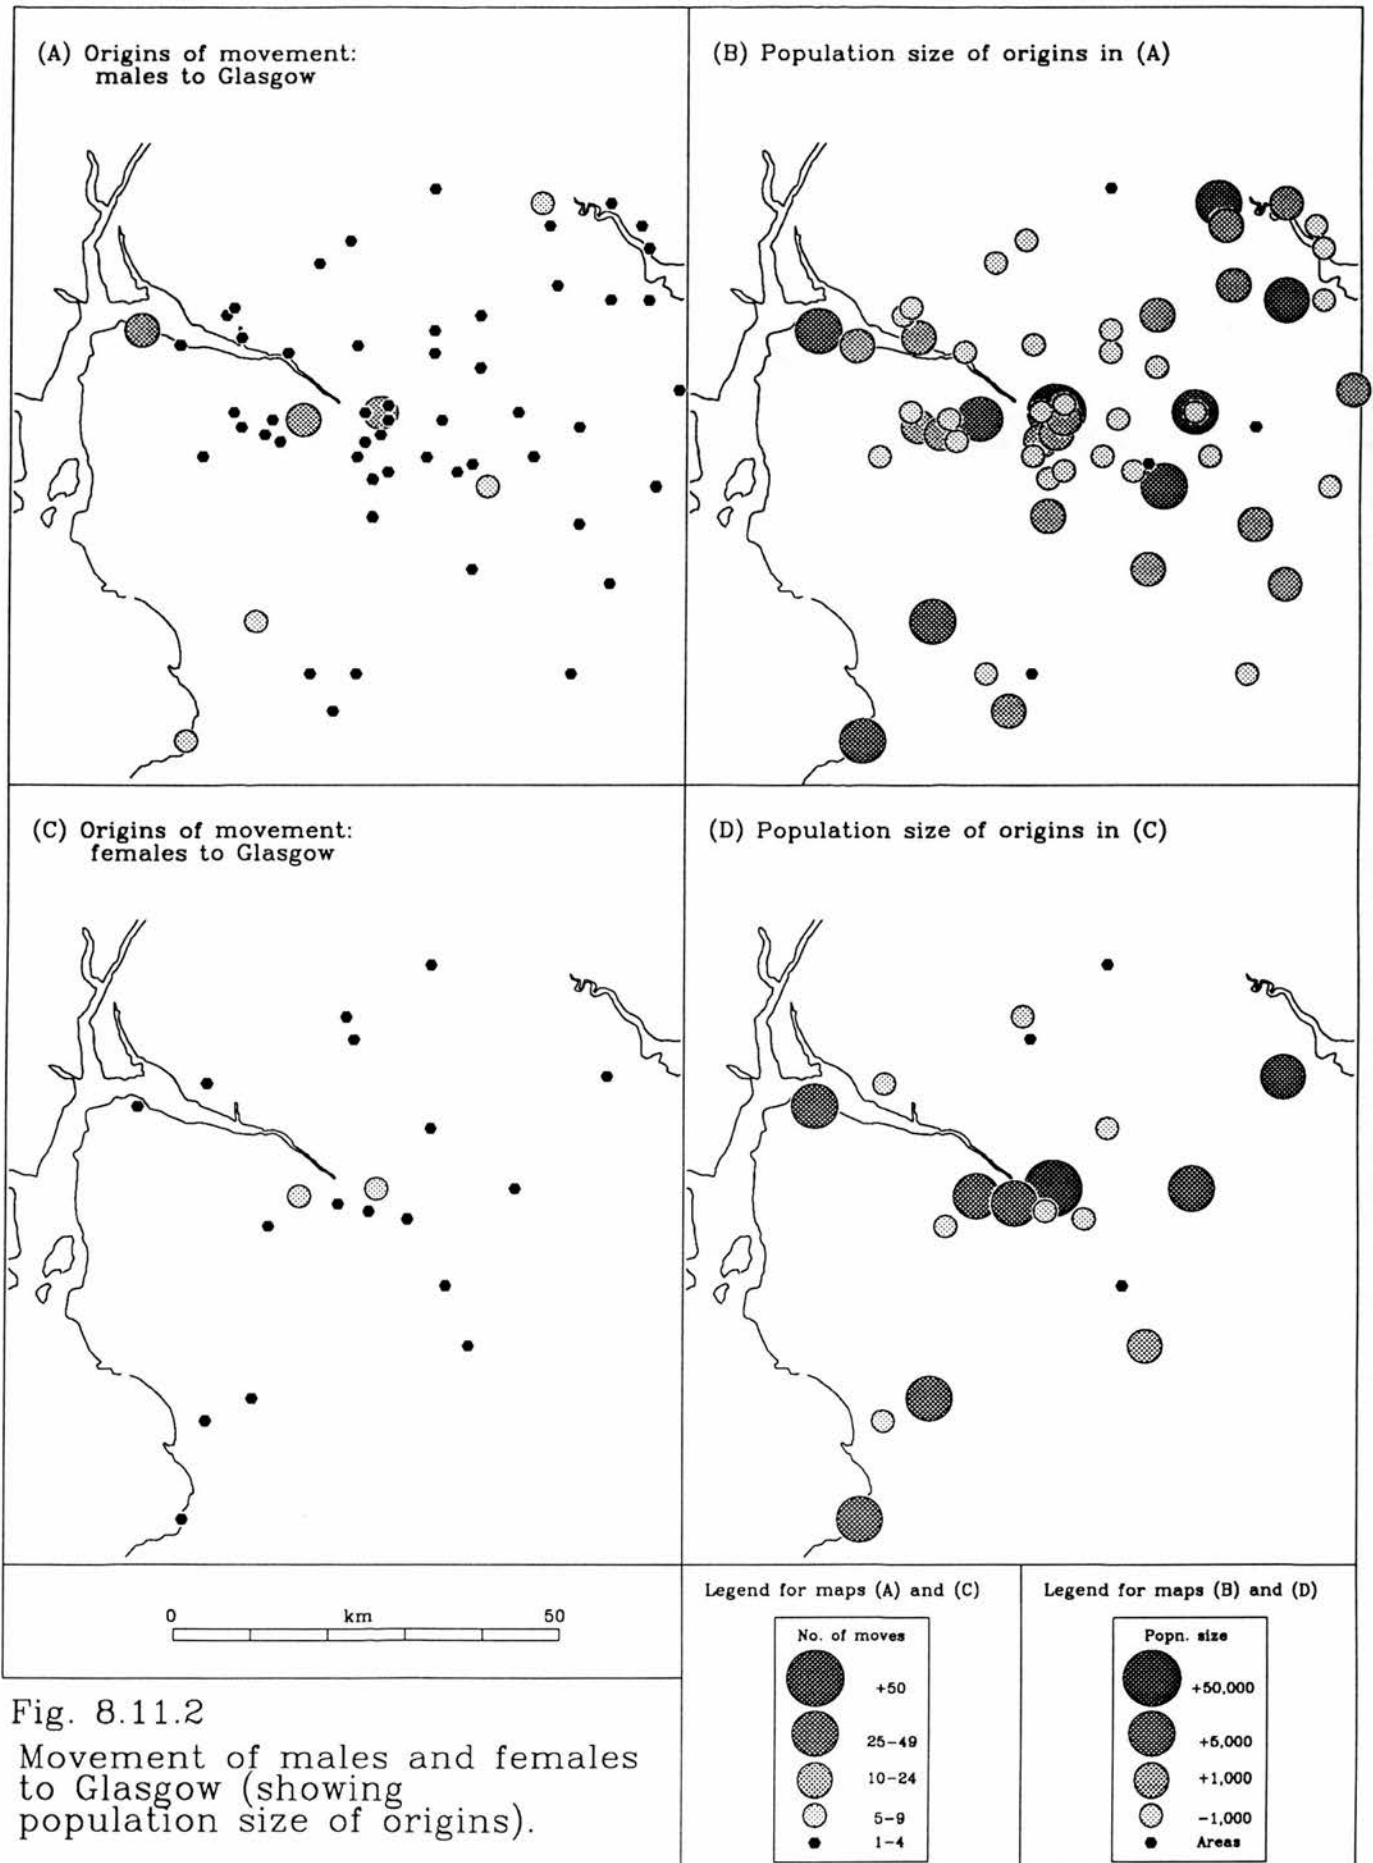 (A) Origins of movement:
males to Glasgow
(B) Population size of origins in (A)
(C) Origins of movement:
females to Glasgow
(D) Population size of origins in (C)
0 km 50
Legend for maps (A) and (C)
No. of moves
+50
25-49
10-24
5-9
1-4
Legend for maps (B) and (D)
Popn. size
+50,000
+5,000
+1,000
-1,000
Areas
Fig. 8.11.2
Movement of males and females
to Glasgow (showing
population size of origins).